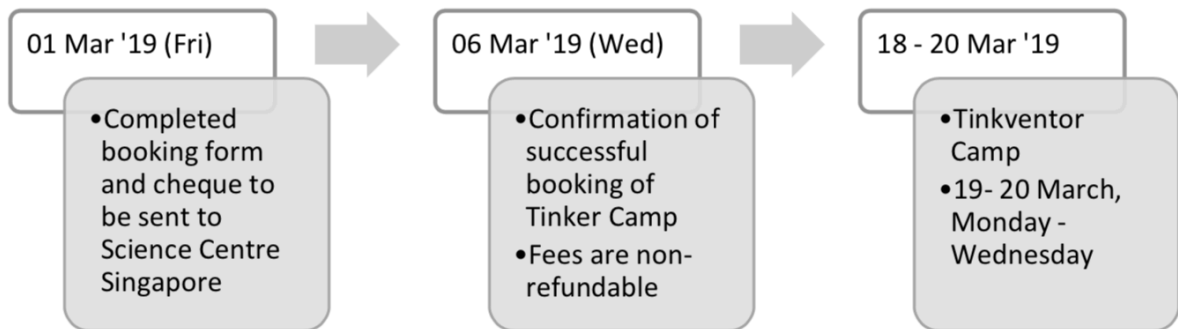 01 Mar '19 (Fri)
•Completed
booking form
and cheque to
be sent to
Science Centre
Singapore
06 Mar '19 (Wed)
•Confirmation of
successful
booking of
Tinker Camp
•Fees are non-
refundable
18 - 20 Mar '19
•Tinkventor
Camp
•19- 20 March,
Monday -
Wednesday